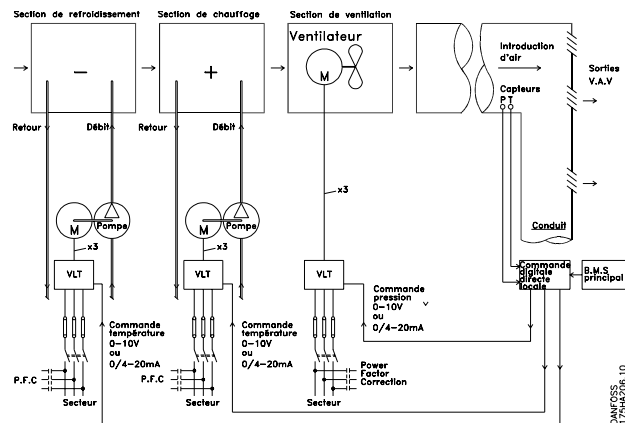 Section de refroidissement
Section de chauffage
Section de ventilation
Ventilateur
M
Introduction
d'air
Sorties
V.A.V
Capteurs
P T
Retour
Débit
Retour
Débit
M
Pompe
M
Pompe
x3
x3
x3
Conduit
VLT
VLT
VLT
Commande
digitale
directe
locale
B.M.S
principal
Commande
pression
0-10V
ou
0/4-20mA
Commande
température
0-10V
ou
0/4-20mA
Commande
température
0-10V
ou
0/4-20mA
P.F.C
P.F.C
Power
Factor
Correction
Secteur
Secteur
Secteur
DANFOSS
175HA206.10